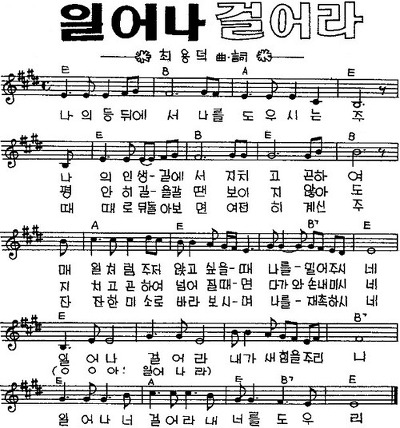 일어나 걸어라
최용덕 曲·詞
E B A E
나의 등뒤에서 나를 도우시는 주
E B F# B
나의 인생-길에서 지치고 곤하여
평안히 길-을갈땐 보이지 않아도
때때로뒤돌아보면 여전히 계신주
A E B E
매일처럼주저앉고 싶을-때 나를-밀어주시네
지치고곤하여 넘어질때면 다가와손내미시네
잔잔한미소로바라보시-며 나를-재촉하시네
E A E B⁷
일어나 걸어라 내가새힘을주리니
(○○아! 일어나라)
E A E B⁷ E
일어나너걸어라내너를도우리